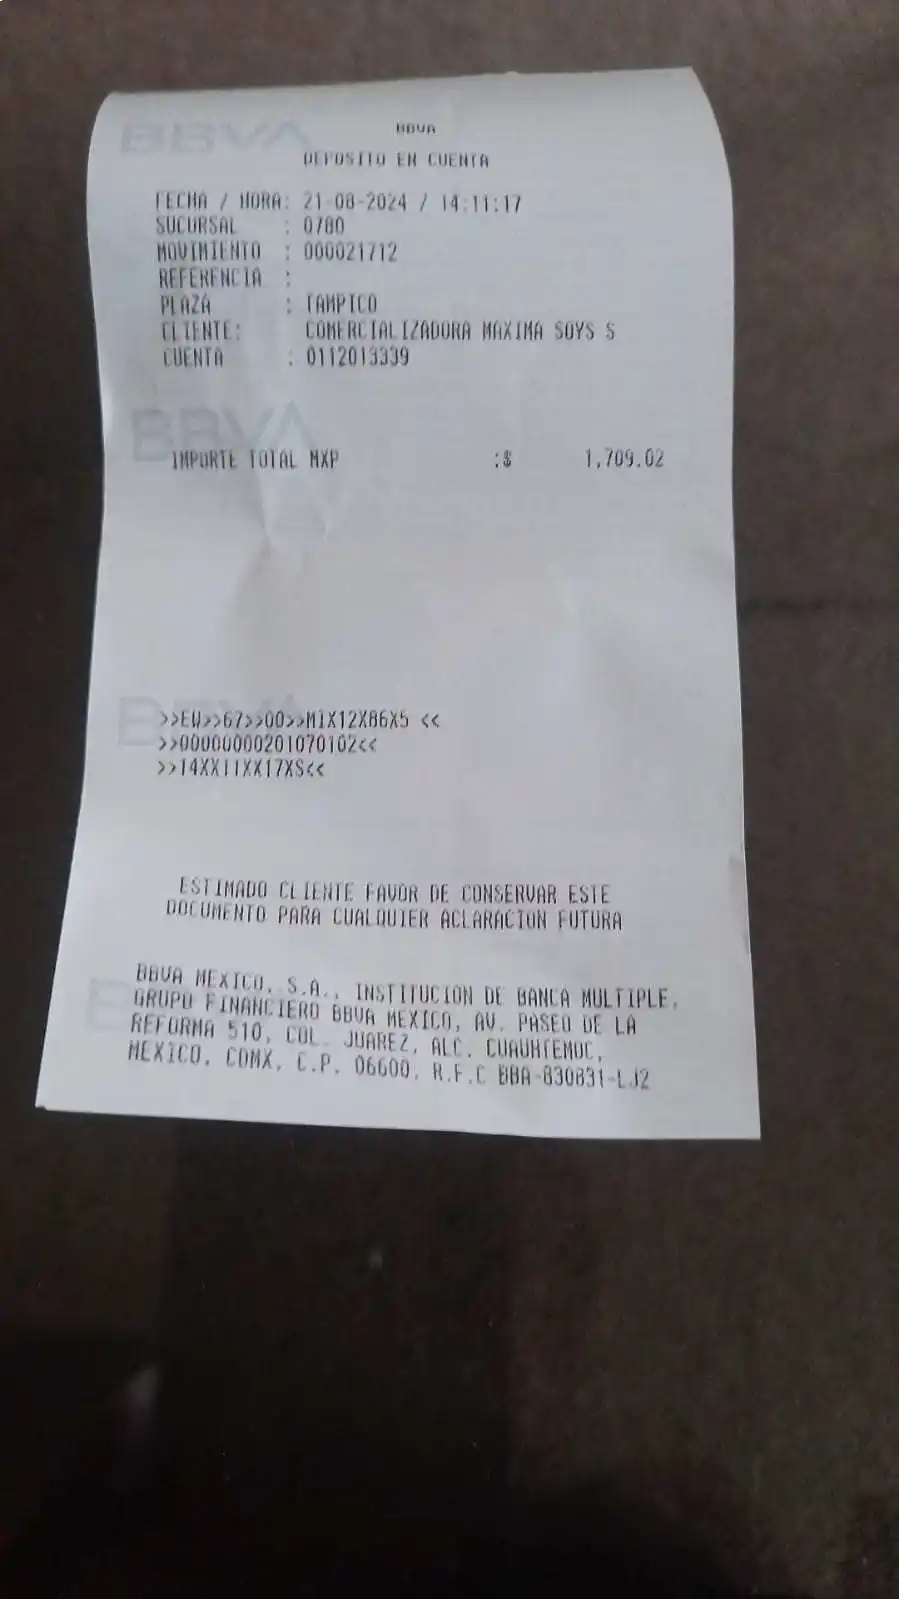 BBVA
DEPOSITO EN CUENTA
FECHA / HORA: 21-08-2024 / 14:11:17
SUCURSAL : 0780
MOVIMIENTO : 000021712
REFERENCIA :
PLAZA : TAMPICO
CLIENTE: COMERCIALIZADORA MAXIMA SOYS S
CUENTA : 0112013339
IMPORTE TOTAL MXP :$ 1,709.02
>>EW>>67>>00>>M1X12X86X5 <<
>>00000000201070102<<
>>14XX11XX17XS<<
ESTIMADO CLIENTE FAVOR DE CONSERVAR ESTE
DOCUMENTO PARA CUALQUIER ACLARACION FUTURA
BBVA MEXICO, S.A., INSTITUCION DE BANCA MULTIPLE,
GRUPO FINANCIERO BBVA MEXICO, AV. PASEO DE LA
REFORMA 510, COL. JUAREZ, ALC. CUAUHTEMOC,
MEXICO, CDMX, C.P. 06600, R.F.C BBA-830831-LJ2